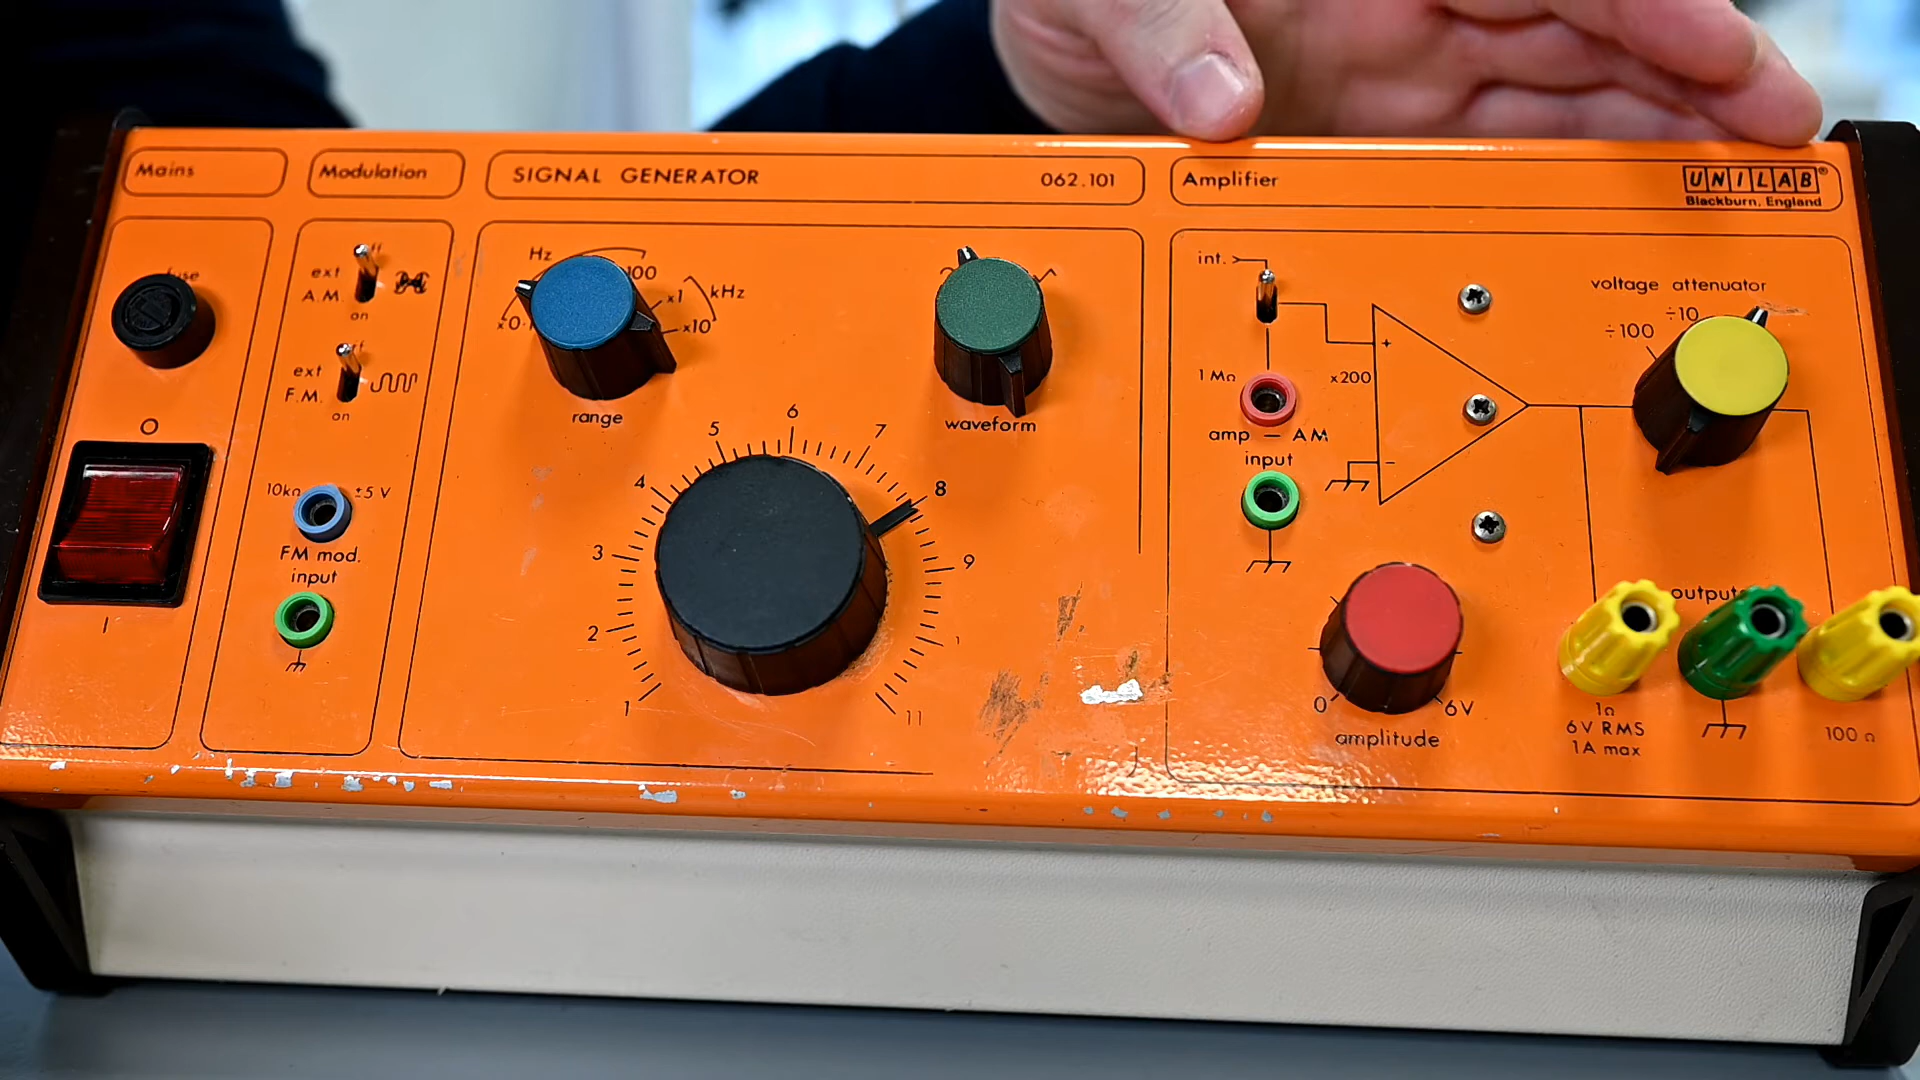 Mains
Modulation
SIGNAL GENERATOR
062.101
Amplifier
UNILAB®
Blackburn, England
fuse
O
I
ext
A.M.
on
ext
F.M.
on
10kΩ
±5 V
FM mod.
input
Hz
100
x1
kHz
x10
range
waveform
1
2
3
4
5
6
7
8
9
11
int.
1 MΩ
amp — AM
input
x200
+
-
voltage attenuator
÷10
÷100
0
6V
amplitude
1Ω
6V RMS
1A max
100 Ω